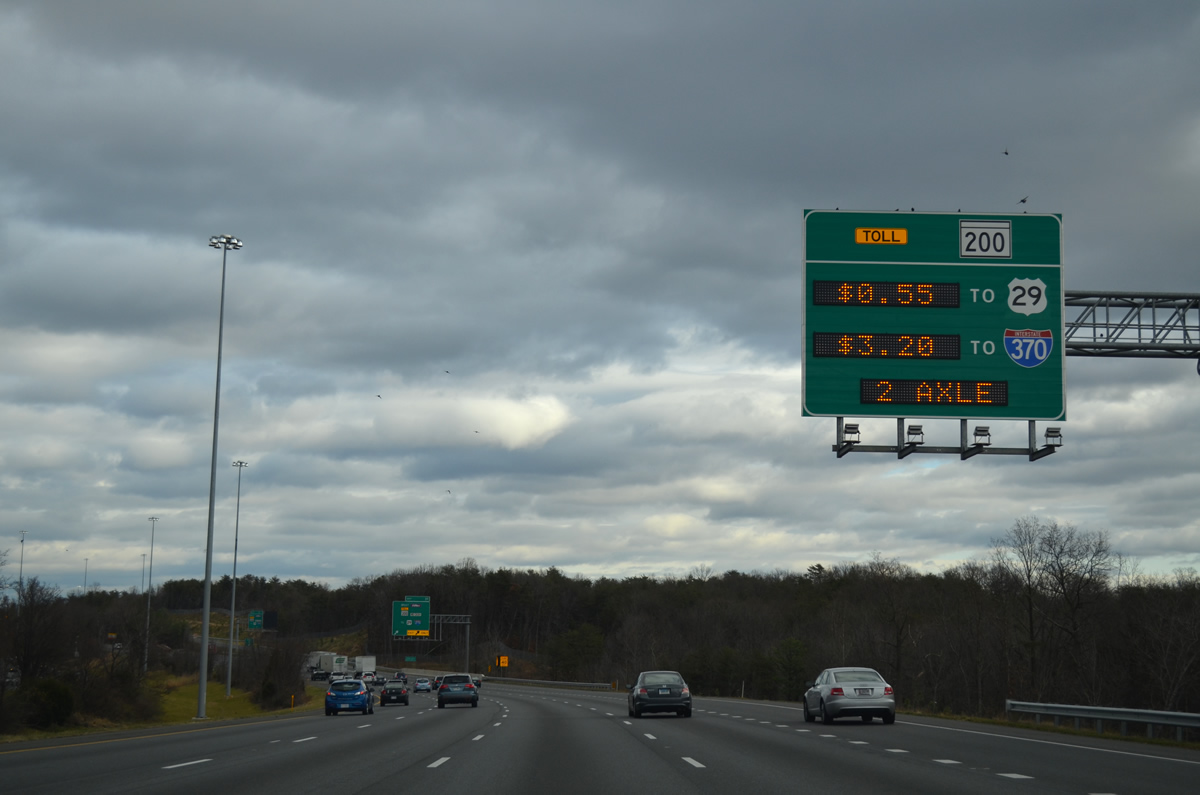 TOLL 200
$0.55 TO 29
$3.20 TO INTERSTATE 370
2 AXLE